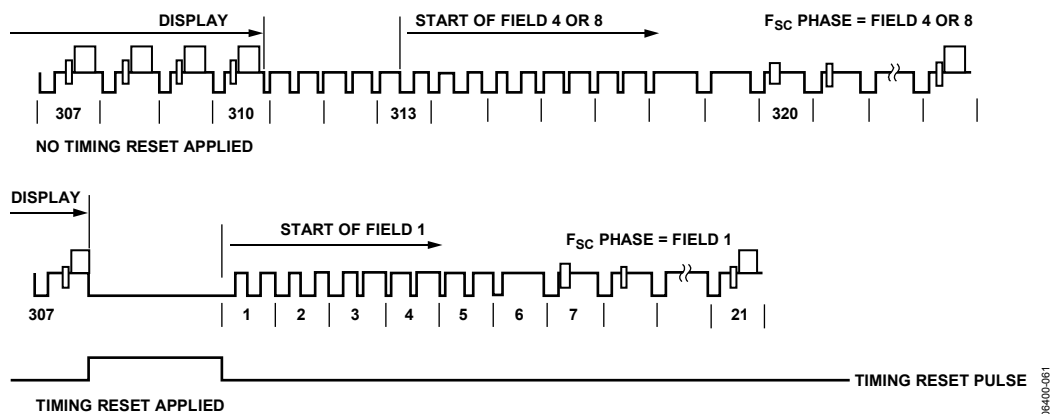 DISPLAY START OF FIELD 4 OR 8 FSC PHASE = FIELD 4 OR 8
307 310 313 320
NO TIMING RESET APPLIED
DISPLAY
START OF FIELD 1
FSC PHASE = FIELD 1
307 1 2 3 4 5 6 7 21
TIMING RESET PULSE
TIMING RESET APPLIED
06400-061